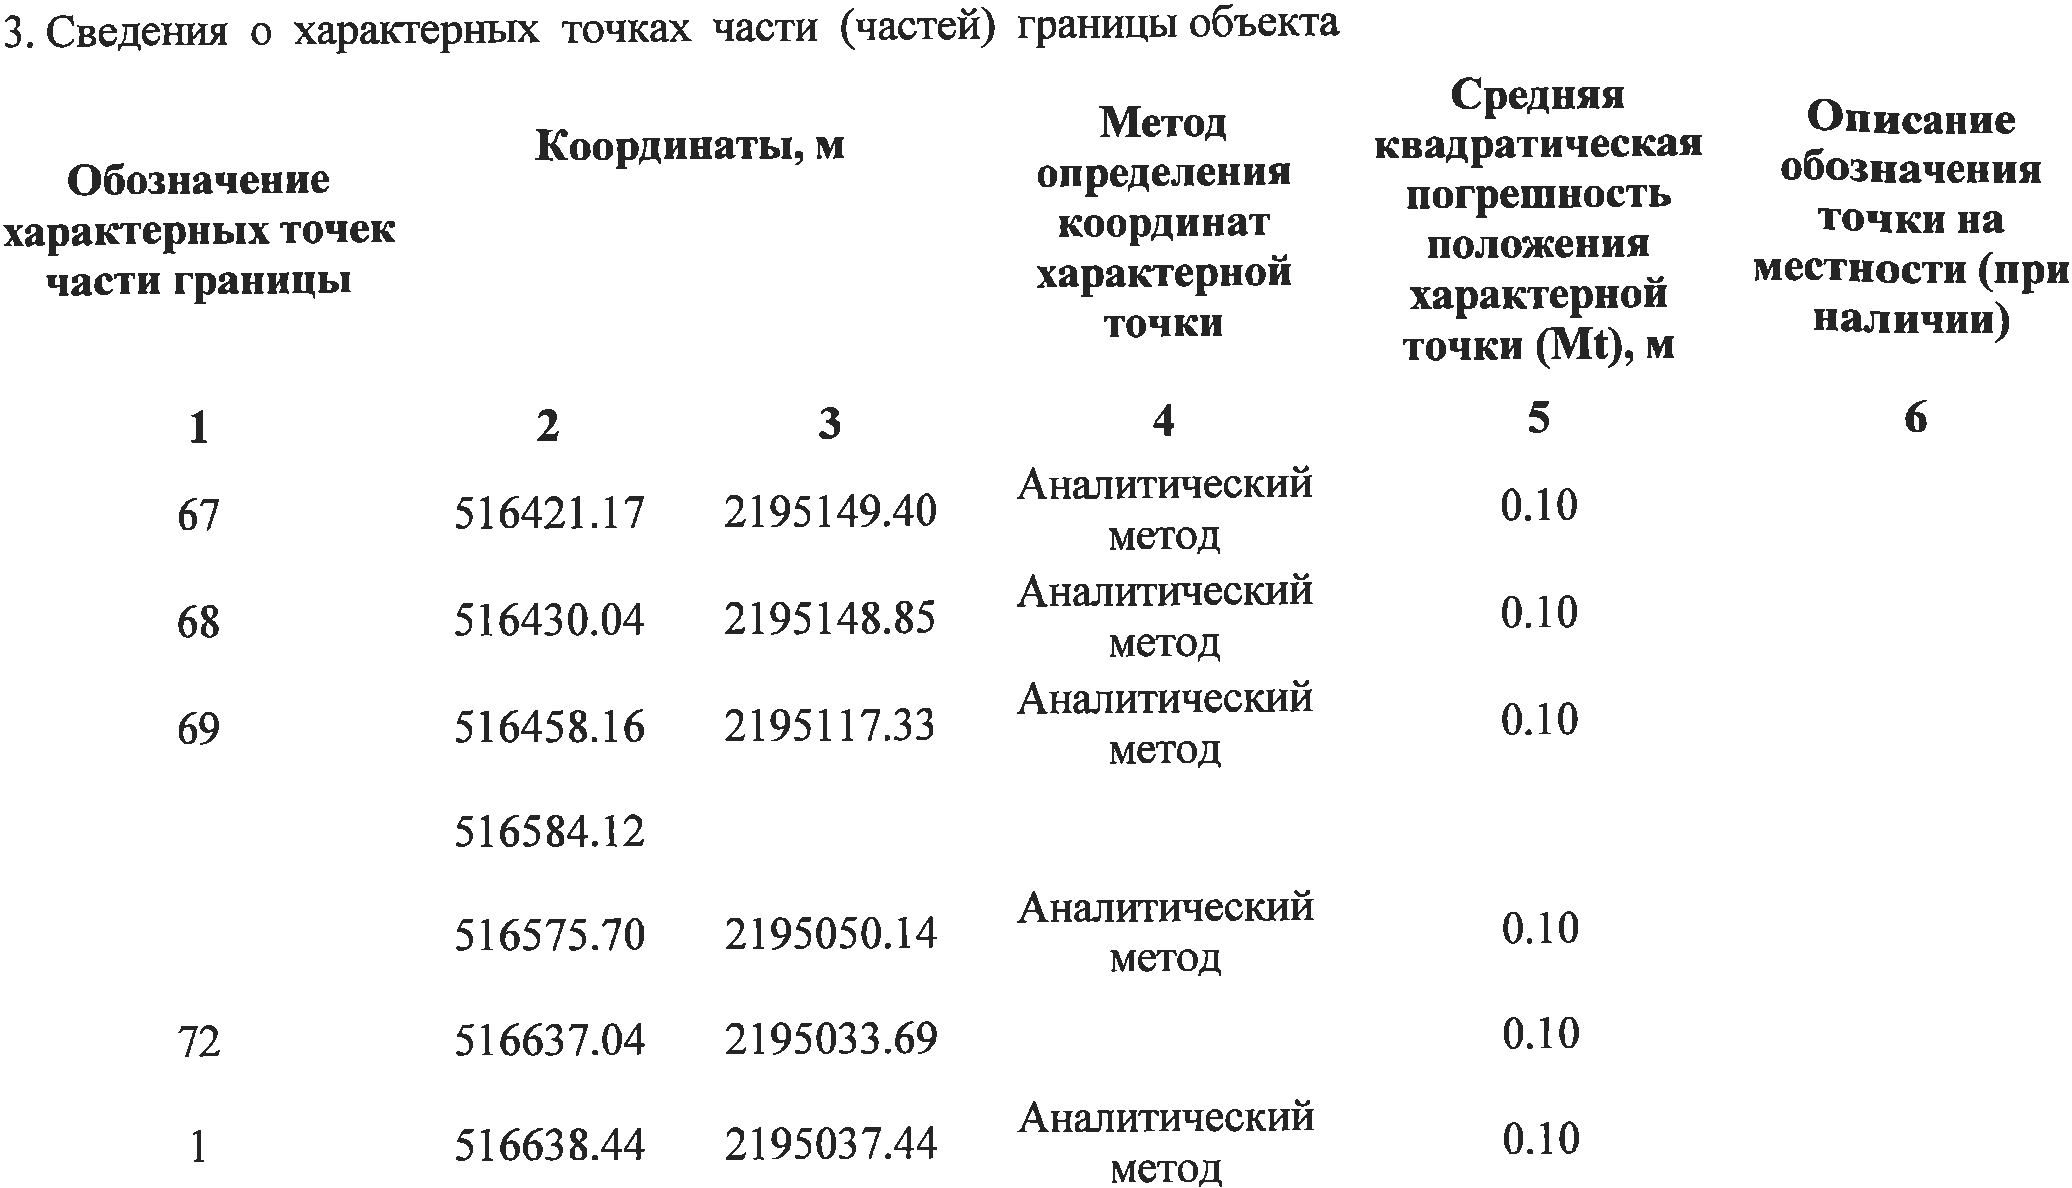 3. Сведения о характерных точках части (частей) границы объекта
Обозначение
характерных точек
части границы
Координаты, м
Метод
определения
координат
характерной
точки
Средняя
квадратическая
погрешность
положения
характерной
точки (Mt), м
Описание
обозначения
точки на
местности (при
наличии)
1 2 3 4 5 6
67 516421.17 2195149.40 Аналитический
метод 0.10
68 516430.04 2195148.85 Аналитический
метод 0.10
69 516458.16 2195117.33 Аналитический
метод 0.10
516584.12
516575.70 2195050.14 Аналитический
метод 0.10
72 516637.04 2195033.69 0.10
1 516638.44 2195037.44 Аналитический
метод 0.10